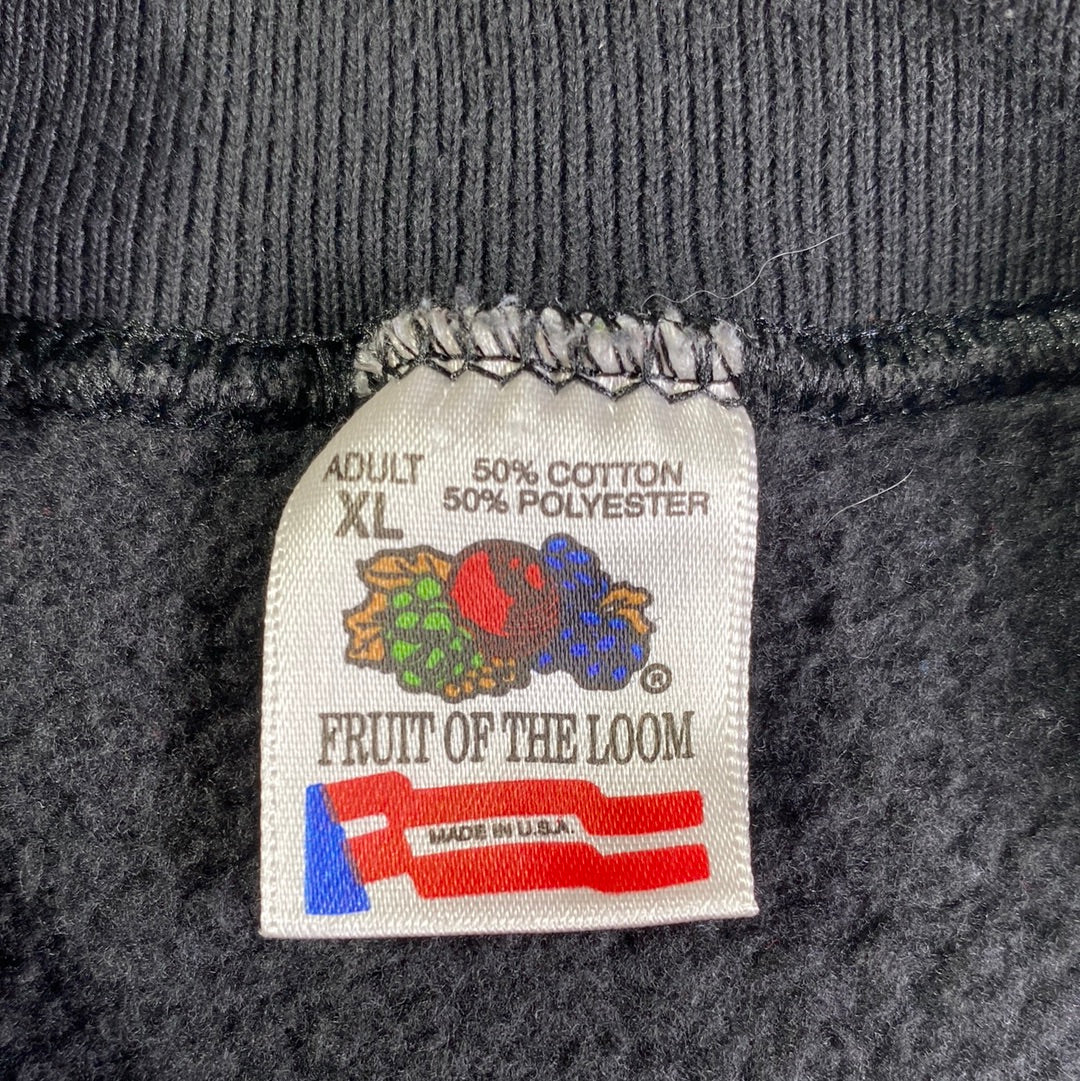 ADULT
XL
50% COTTON
50% POLYESTER
®
FRUIT OF THE LOOM
MADE IN U.S.A.